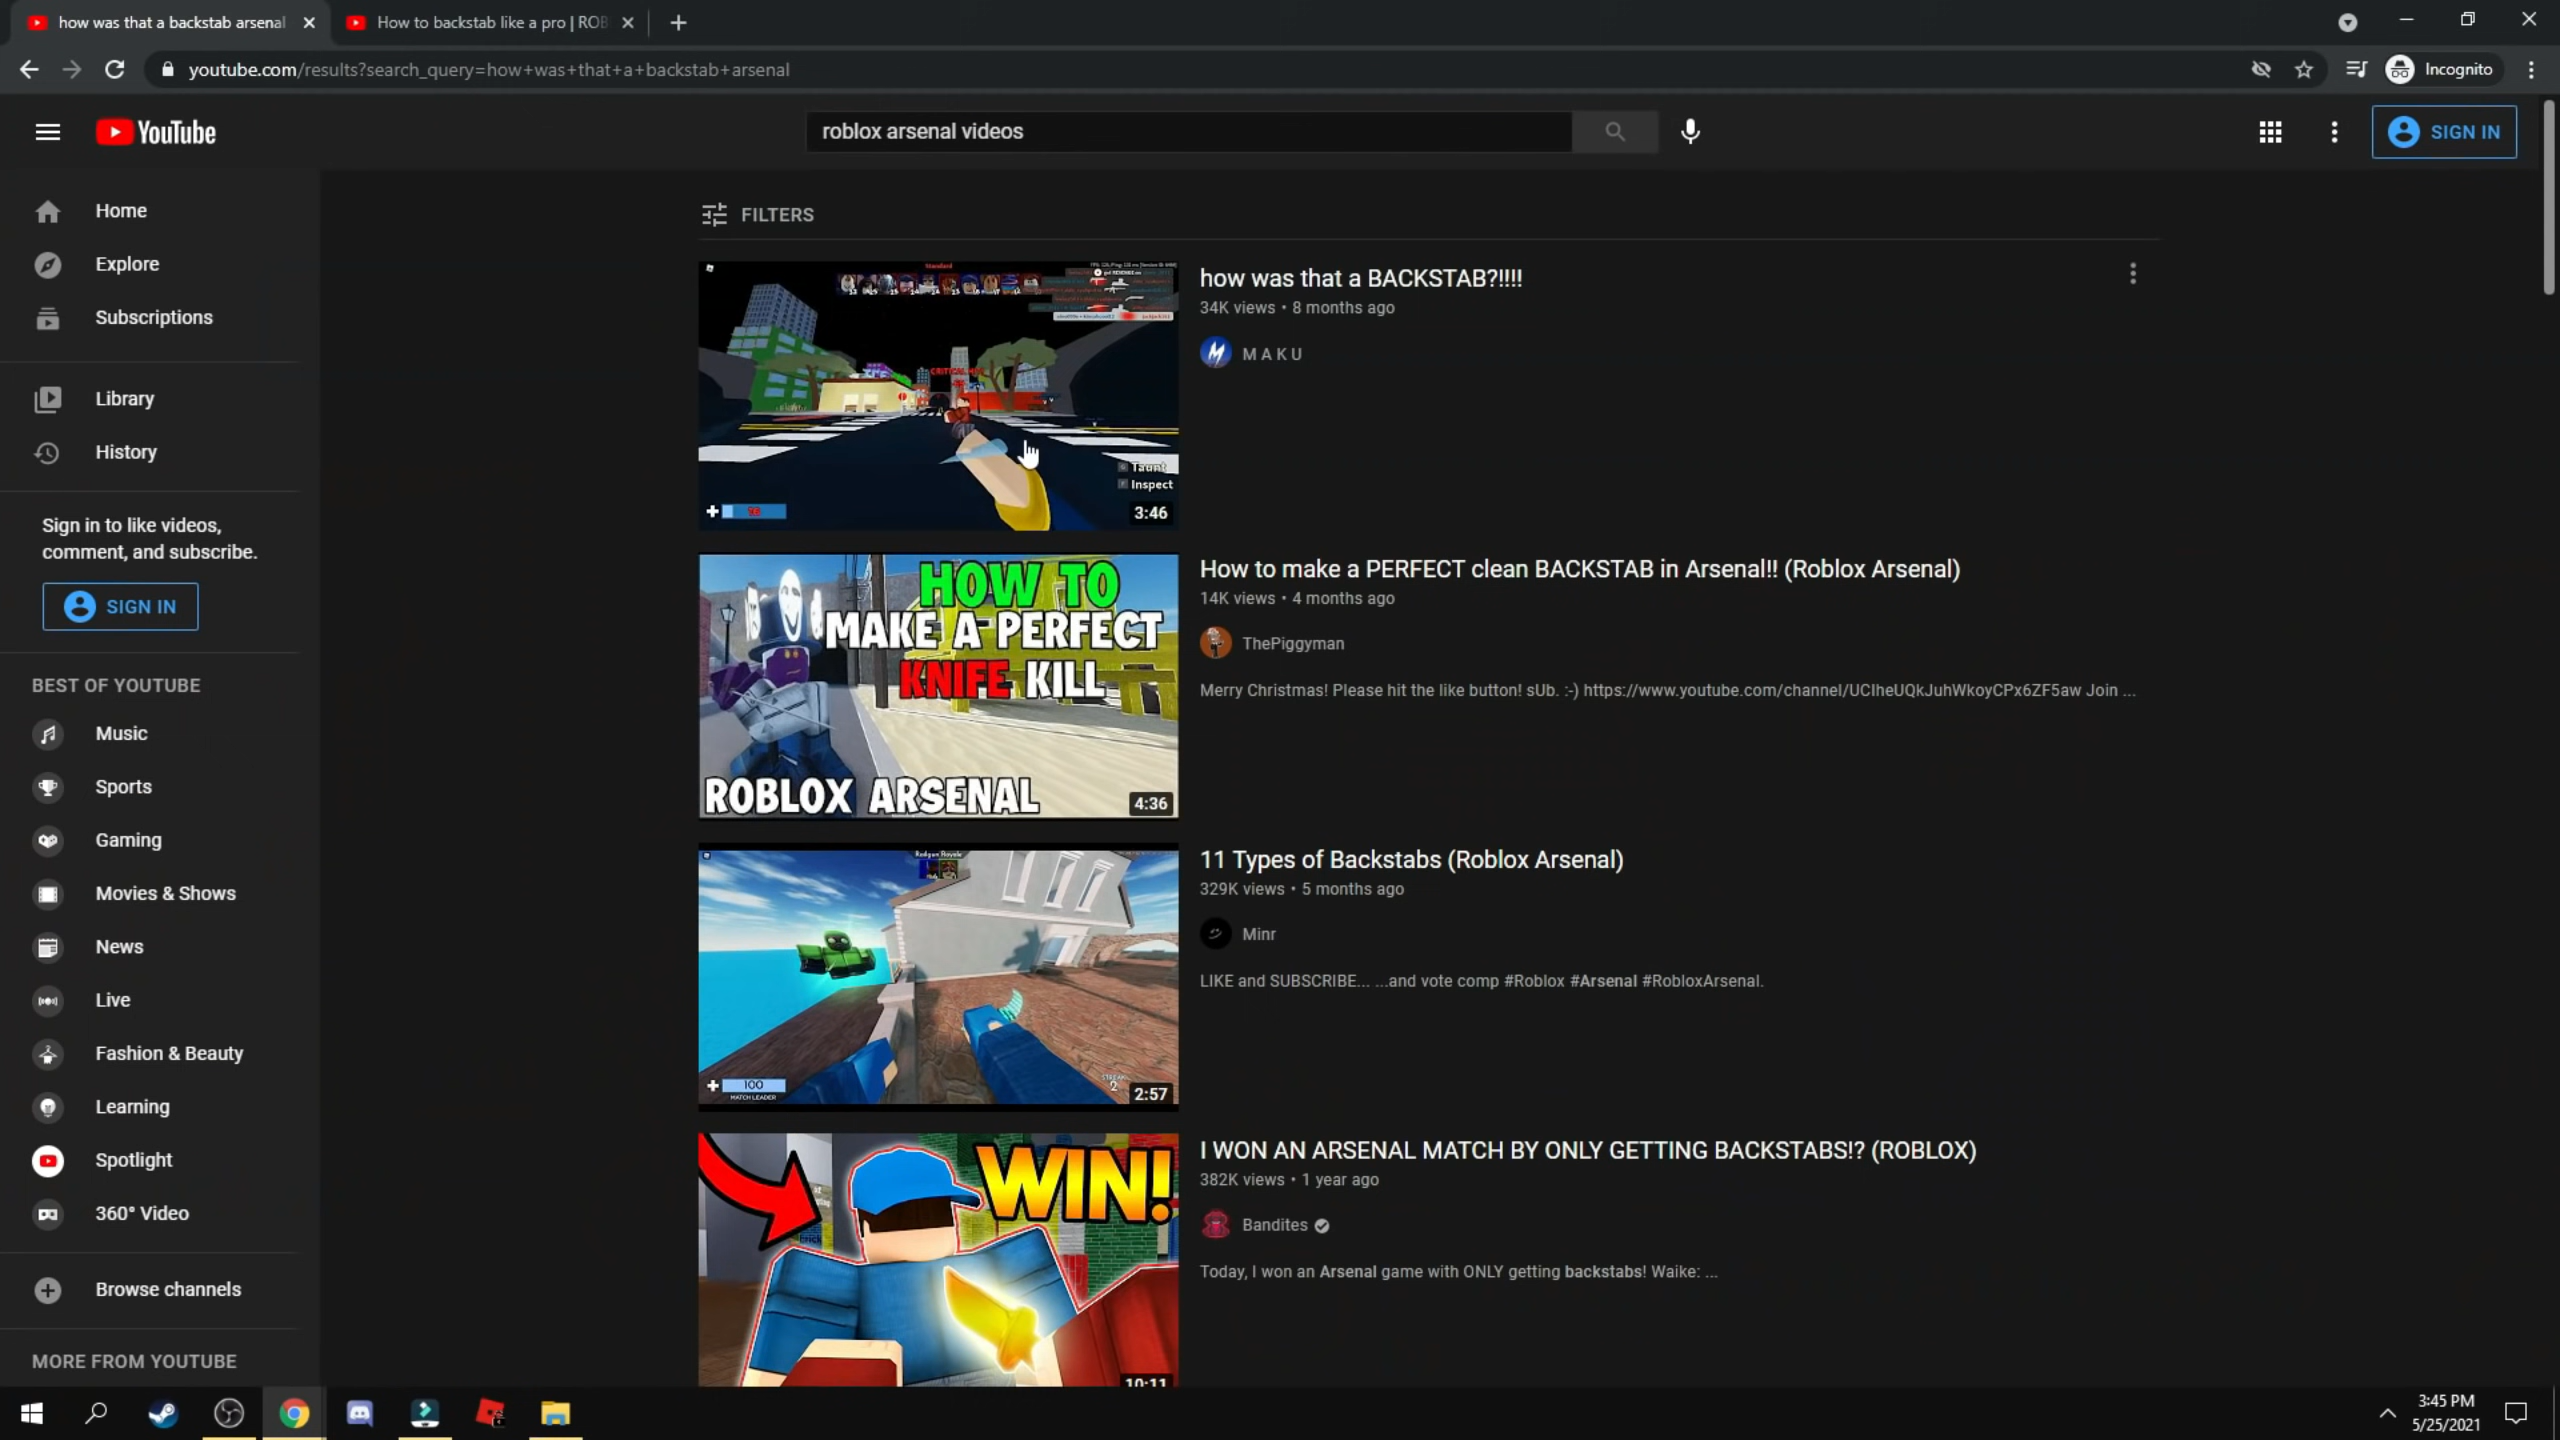 how was that a backstab arsenal
How to backstab like a pro | ROB
youtube.com/results?search_query=how+was+that+a+backstab+arsenal
Incognito
YouTube
roblox arsenal videos
SIGN IN
Home
Explore
Subscriptions
Library
History
Sign in to like videos,
comment, and subscribe.
SIGN IN
BEST OF YOUTUBE
Music
Sports
Gaming
Movies & Shows
News
Live
Fashion & Beauty
Learning
Spotlight
360° Video
Browse channels
MORE FROM YOUTUBE
FILTERS
Standard
CRITICAL HIT
Taunt
Inspect
3:46
how was that a BACKSTAB?!!!!
34K views • 8 months ago
M A K U
HOW TO
MAKE A PERFECT
KNIFE KILL
ROBLOX ARSENAL
4:36
How to make a PERFECT clean BACKSTAB in Arsenal!! (Roblox Arsenal)
14K views • 4 months ago
ThePiggyman
Merry Christmas! Please hit the like button! sUb. :-) https://www.youtube.com/channel/UCIheUQkJuhWkoyCPx6ZF5aw Join ...
Railgun Royale
100
MATCH LEADER
STREAK
2
2:57
11 Types of Backstabs (Roblox Arsenal)
329K views • 5 months ago
Minr
LIKE and SUBSCRIBE... ...and vote comp #Roblox #Arsenal #RobloxArsenal.
WIN!
10:11
I WON AN ARSENAL MATCH BY ONLY GETTING BACKSTABS!? (ROBLOX)
382K views • 1 year ago
Bandites
Today, I won an Arsenal game with ONLY getting backstabs! Waike: ...
3:45 PM
5/25/2021